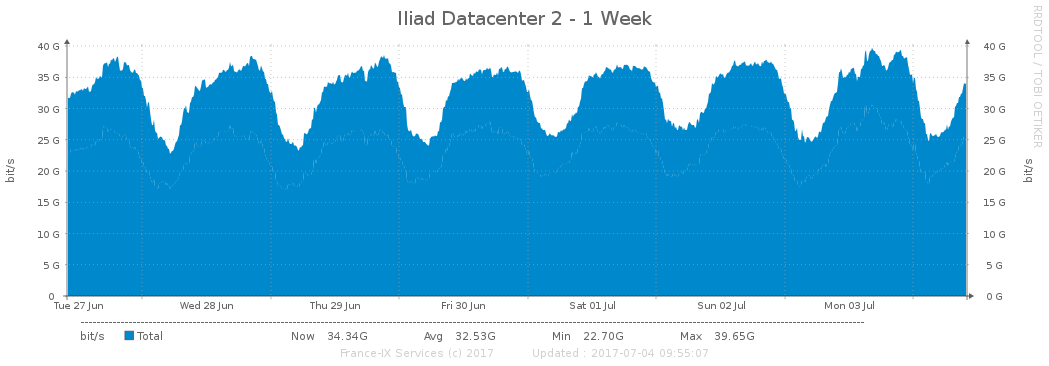 Iliad Datacenter 2 - 1 Week
RRDTOOL / TOBI OETIKER
bit/s
bit/s
40 G 40 G
35 G 35 G
30 G 30 G
25 G 25 G
20 G 20 G
15 G 15 G
10 G 10 G
5 G 5 G
0 0 G
Tue 27 Jun Wed 28 Jun Thu 29 Jun Fri 30 Jun Sat 01 Jul Sun 02 Jul Mon 03 Jul
bit/s Total Now 34.34G Avg 32.53G Min 22.70G Max 39.65G
France-IX Services (c) 2017 Updated : 2017-07-04 09:55:07